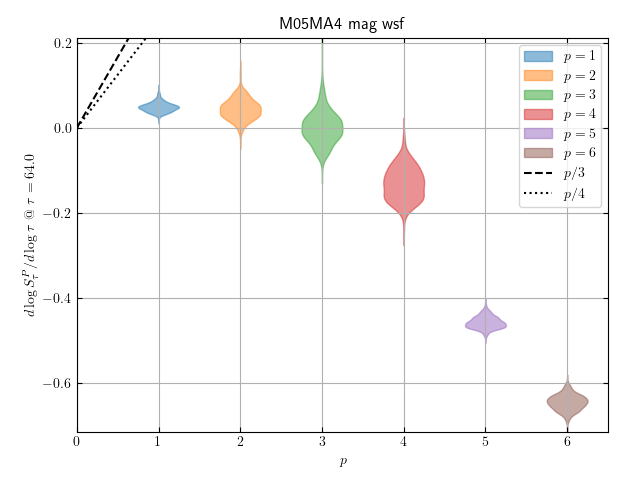 M05MA4 mag wsf
0.2
0.0
−0.2
−0.4
−0.6
d log S_τ^P / d log τ @ τ = 64.0
0 1 2 3 4 5 6
p
p = 1
p = 2
p = 3
p = 4
p = 5
p = 6
p/3
p/4